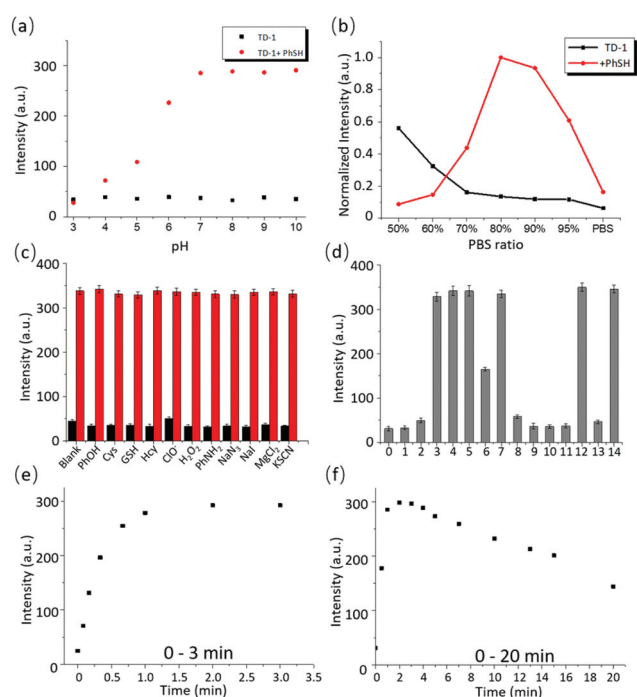 (a)
TD-1
TD-1+ PhSH
Intensity (a.u.)
300
200
100
0
3 4 5 6 7 8 9 10
pH
(b)
TD-1
+PhSH
Normalized Intensity (a.u.)
1.0
0.8
0.6
0.4
0.2
0
50% 60% 70% 80% 90% 95% PBS
PBS ratio
(c)
Intensity (a.u.)
400
300
200
100
0
Blank PhOH Cys GSH Hcy ClO⁻ H₂O₂ PhNH₂ NaN₃ NaI MgCl₂ KSCN
(d)
Intensity (a.u.)
400
300
200
100
0
0 1 2 3 4 5 6 7 8 9 10 11 12 13 14
(e)
Intensity (a.u.)
300
200
100
0
0 - 3 min
0.0 0.5 1.0 1.5 2.0 2.5 3.0 3.5
Time (min)
(f)
Intensity (a.u.)
300
200
100
0
0 - 20 min
0 2 4 6 8 10 12 14 16 18 20
Time (min)